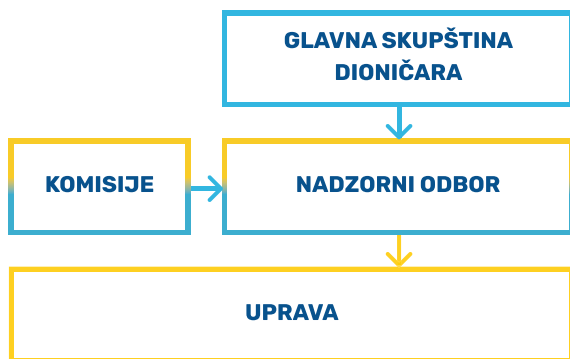 GLAVNA SKUPŠTINA
DIONIČARA
KOMISIJE
NADZORNI ODBOR
UPRAVA